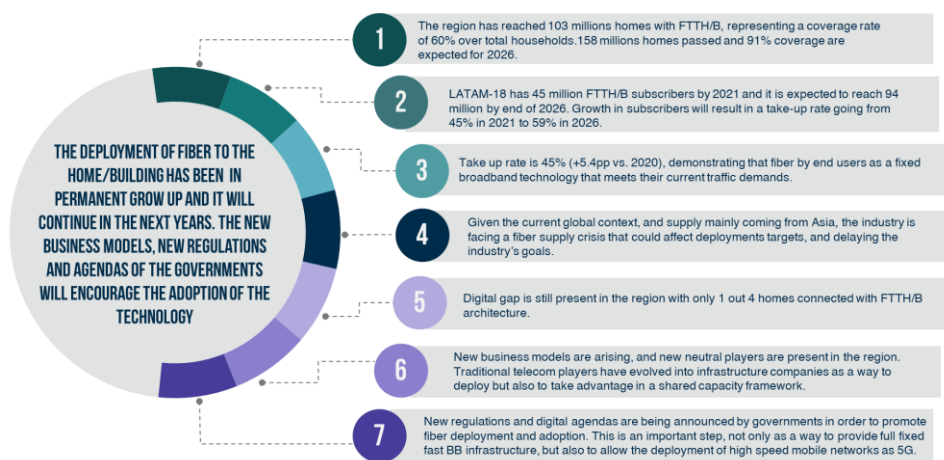 THE DEPLOYMENT OF FIBER TO THE
HOME/BUILDING HAS BEEN IN
PERMANENT GROW UP AND IT WILL
CONTINUE IN THE NEXT YEARS. THE NEW
BUSINESS MODELS, NEW REGULATIONS
AND AGENDAS OF THE GOVERNMENTS
WILL ENCOURAGE THE ADOPTION OF THE
TECHNOLOGY
1
The region has reached 103 millions homes with FTTH/B, representing a coverage rate
of 60% over total households.158 millions homes passed and 91% coverage are
expected for 2026.
2
LATAM-18 has 45 million FTTH/B subscribers by 2021 and it is expected to reach 94
million by end of 2026. Growth in subscribers will result in a take-up rate going from
45% in 2021 to 59% in 2026.
3
Take up rate is 45% (+5.4pp vs. 2020), demonstrating that fiber by end users as a fixed
broadband technology that meets their current traffic demands.
4
Given the current global context, and supply mainly coming from Asia, the industry is
facing a fiber supply crisis that could affect deployments targets, and delaying the
industry's goals.
5
Digital gap is still present in the region with only 1 out 4 homes connected with FTTH/B
architecture.
6
New business models are arising, and new neutral players are present in the region.
Traditional telecom players have evolved into infrastructure companies as a way to
deploy but also to take advantage in a shared capacity framework.
7
New regulations and digital agendas are being announced by governments in order to promote
fiber deployment and adoption. This is an important step, not only as a way to provide full fixed
fast BB infrastructure, but also to allow the deployment of high speed mobile networks as 5G.